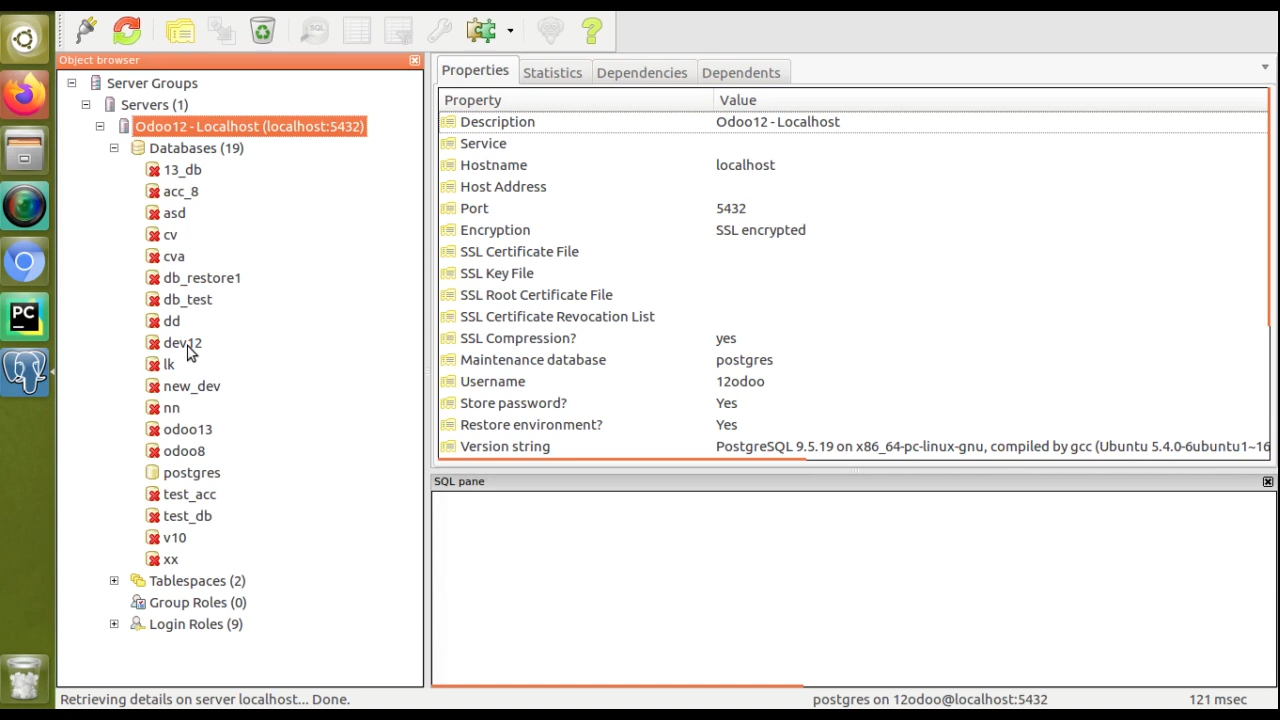 SQL
Object browser
Server Groups
Servers (1)
Odoo12 - Localhost (localhost:5432)
Databases (19)
13_db
acc_8
asd
cv
cva
db_restore1
db_test
dd
dev12
lk
new_dev
nn
odoo13
odoo8
postgres
test_acc
test_db
v10
xx
Tablespaces (2)
Group Roles (0)
Login Roles (9)
PC
Properties Statistics Dependencies Dependents
Property Value
Description Odoo12 - Localhost
Service
Hostname localhost
Host Address
Port 5432
Encryption SSL encrypted
SSL Certificate File
SSL Key File
SSL Root Certificate File
SSL Certificate Revocation List
SSL Compression? yes
Maintenance database postgres
Username 12odoo
Store password? Yes
Restore environment? Yes
Version string PostgreSQL 9.5.19 on x86_64-pc-linux-gnu, compiled by gcc (Ubuntu 5.4.0-6ubuntu1~16
SQL pane
Retrieving details on server localhost... Done. postgres on 12odoo@localhost:5432 121 msec